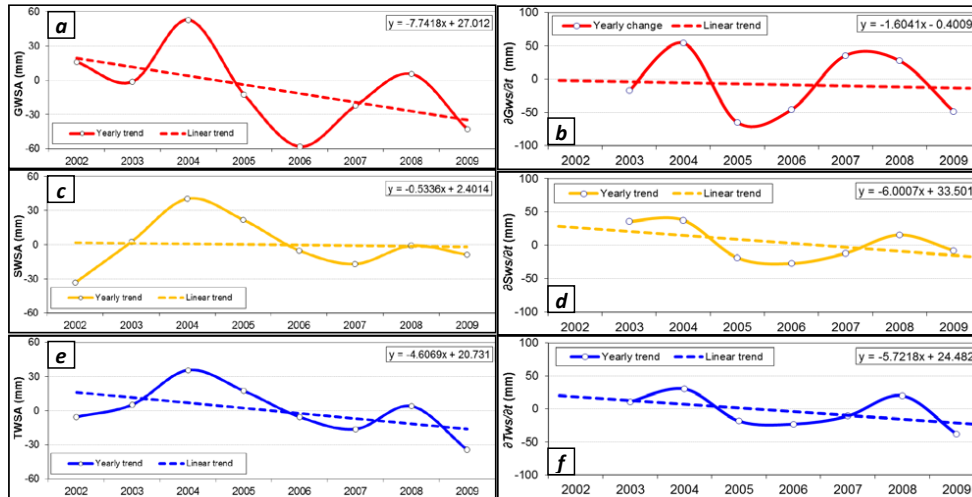 a
y = -7.7418x + 27.012
GWSA (mm)
60
30
0
-30
-60
Yearly trend
Linear trend
2002 2003 2004 2005 2006 2007 2008 2009
b
y = -1.6041x - 0.4009
∂Gws/∂t (mm)
100
50
0
-50
-100
Yearly change
Linear trend
2002 2003 2004 2005 2006 2007 2008 2009
c
y = -0.5336x + 2.4014
SWSA (mm)
60
30
0
-30
-60
Yearly trend
Linear trend
2002 2003 2004 2005 2006 2007 2008 2009
d
y = -6.0007x + 33.501
∂Sws/∂t (mm)
100
50
0
-50
-100
Yearly trend
Linear trend
2002 2003 2004 2005 2006 2007 2008 2009
e
y = -4.6069x + 20.731
TWSA (mm)
60
30
0
-30
-60
Yearly trend
Linear trend
2002 2003 2004 2005 2006 2007 2008 2009
f
y = -5.7218x + 24.482
∂Tws/∂t (mm)
100
50
0
-50
-100
Yearly trend
Linear trend
2002 2003 2004 2005 2006 2007 2008 2009